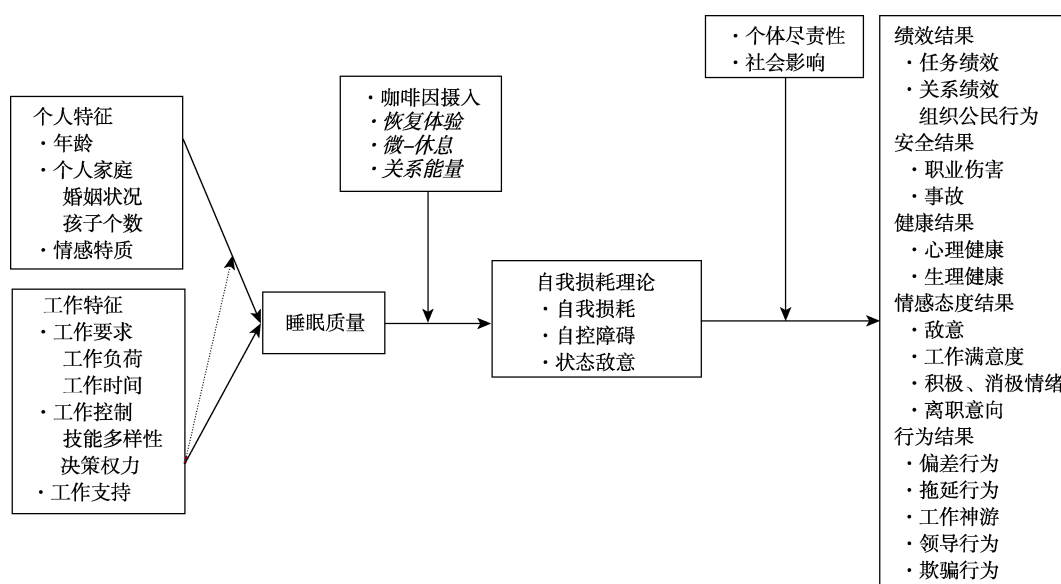 个人特征
· 年龄
· 个人家庭
婚姻状况
孩子个数
· 情感特质
工作特征
· 工作要求
工作负荷
工作时间
· 工作控制
技能多样性
决策权力
· 工作支持
睡眠质量
· 咖啡因摄入
· 恢复体验
· 微-休息
· 关系能量
自我损耗理论
· 自我损耗
· 自控障碍
· 状态敌意
· 个体尽责性
· 社会影响
绩效结果
· 任务绩效
· 关系绩效
组织公民行为
安全结果
· 职业伤害
· 事故
健康结果
· 心理健康
· 生理健康
情感态度结果
· 敌意
· 工作满意度
· 积极、消极情绪
· 离职意向
行为结果
· 偏差行为
· 拖延行为
· 工作神游
· 领导行为
· 欺骗行为